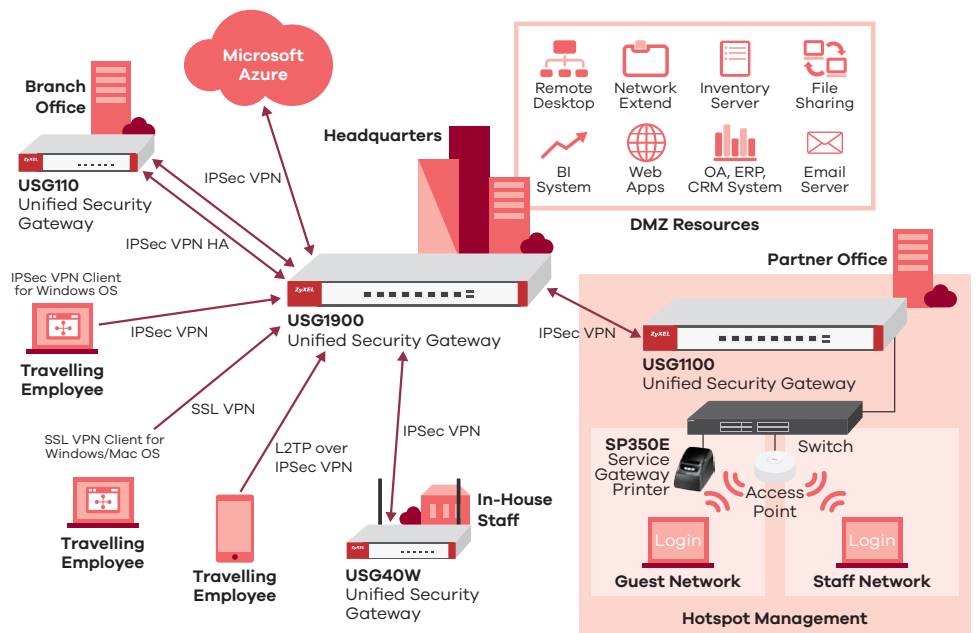 Microsoft
Azure
Branch
Office
ZyXEL
USG110
Unified Security
Gateway
IPSec VPN
IPSec VPN HA
Headquarters
Remote
Desktop
Network
Extend
Inventory
Server
File
Sharing
BI
System
Web
Apps
OA, ERP,
CRM System
Email
Server
DMZ Resources
ZyXEL
USG1900
Unified Security Gateway
IPSec VPN Client
for Windows OS
IPSec VPN
Travelling
Employee
SSL VPN
SSL VPN Client for
Windows/Mac OS
Travelling
Employee
L2TP over
IPSec VPN
Travelling
Employee
IPSec VPN
In-House
Staff
ZyXEL
USG40W
Unified Security
Gateway
IPSec VPN
Partner Office
ZyXEL
USG1100
Unified Security Gateway
Switch
SP350E
Service
Gateway
Printer
Access
Point
Login
Guest Network
Login
Staff Network
Hotspot Management